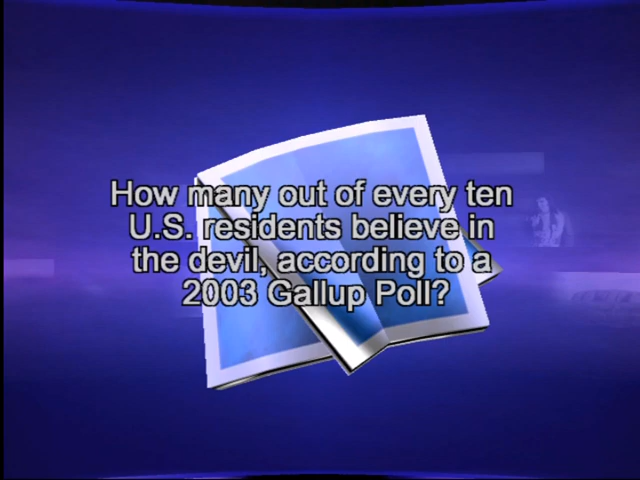 How many out of every ten
U.S. residents believe in
the devil, according to a
2003 Gallup Poll?